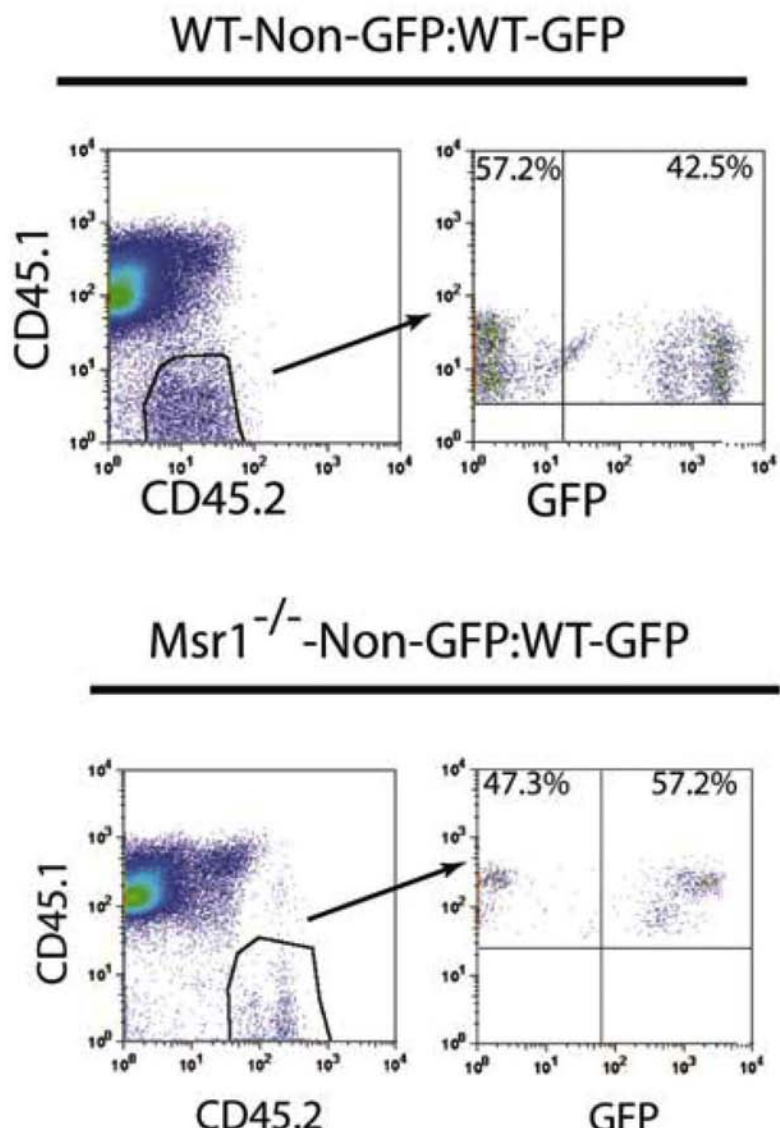 WT-Non-GFP:WT-GFP
10⁴ 10³ 10² 10¹ 10⁰
CD45.1
10⁰ 10¹ 10² 10³ 10⁴
CD45.2
57.2% 42.5%
10⁴ 10³ 10² 10¹ 10⁰
10⁰ 10¹ 10² 10³ 10⁴
GFP
Msr1⁻/⁻-Non-GFP:WT-GFP
10⁴ 10³ 10² 10¹ 10⁰
CD45.1
10⁰ 10¹ 10² 10³ 10⁴
CD45.2
47.3% 57.2%
10⁴ 10³ 10² 10¹ 10⁰
10⁰ 10¹ 10² 10³ 10⁴
GFP